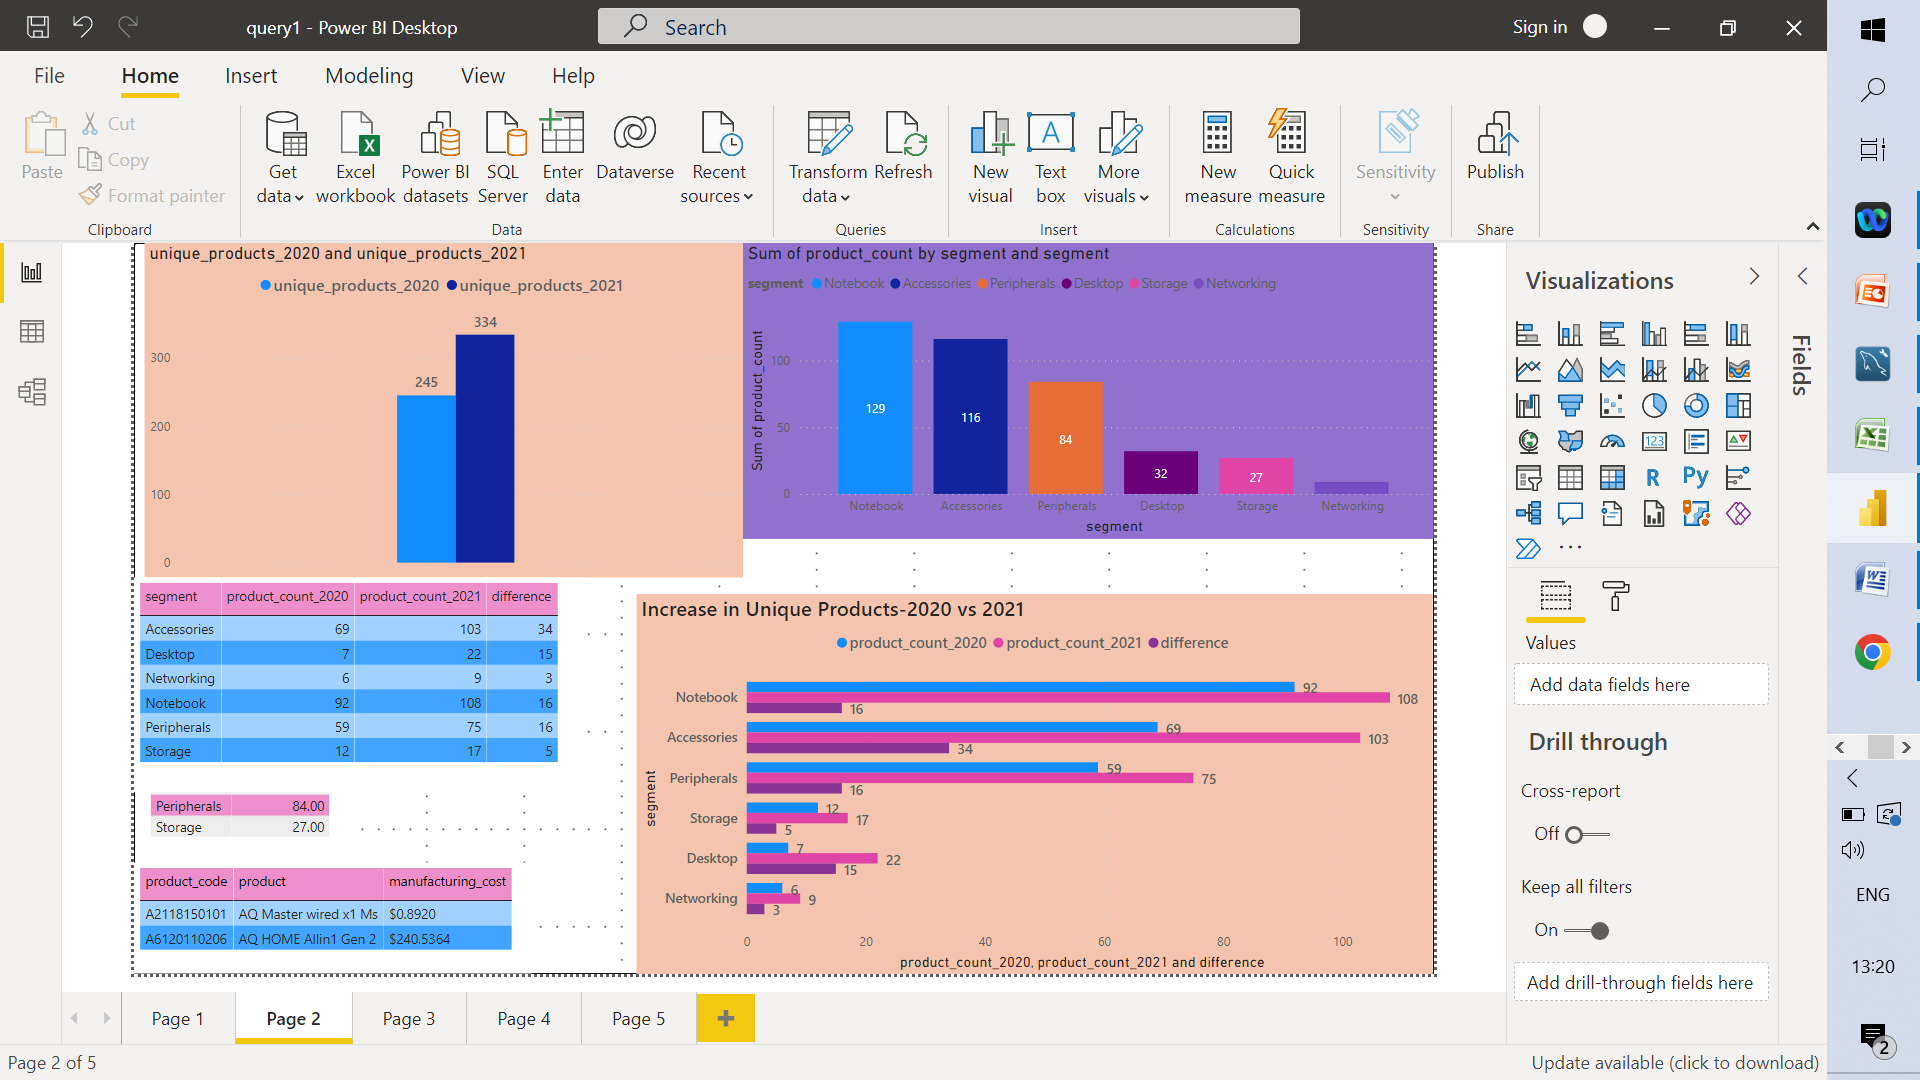 query1 - Power BI Desktop
Search
Sign in
File Home Insert Modeling View Help
Paste
Cut
Copy
Format painter
Clipboard
Get data
Excel workbook
Power BI datasets
SQL Server
Enter data
Dataverse
Recent sources
Data
Transform data
Refresh
Queries
New visual
Text box
More visuals
Insert
New measure
Quick measure
Calculations
Sensitivity
Sensitivity
Publish
Share
unique_products_2020 and unique_products_2021
unique_products_2020 unique_products_2021
334
300
245
200
100
0
Sum of product_count by segment and segment
segment Notebook Accessories Peripherals Desktop Storage Networking
Sum of product_count
100
50
0
129
116
84
32
27
Notebook Accessories Peripherals Desktop Storage Networking
segment
segment product_count_2020 product_count_2021 difference
Accessories 69 103 34
Desktop 7 22 15
Networking 6 9 3
Notebook 92 108 16
Peripherals 59 75 16
Storage 12 17 5
Peripherals 84.00
Storage 27.00
product_code product manufacturing_cost
A2118150101 AQ Master wired x1 Ms $0.8920
A6120110206 AQ HOME Allin1 Gen 2 $240.5364
Increase in Unique Products-2020 vs 2021
product_count_2020 product_count_2021 difference
segment
Notebook 92
108
16
Accessories 69
103
34
Peripherals 59
75
16
Storage 12
17
5
Desktop 7
22
15
Networking 6
9
3
0 20 40 60 80 100
product_count_2020, product_count_2021 and difference
Visualizations
123
R
Py
Values
Add data fields here
Drill through
Cross-report
Off
Keep all filters
On
Add drill-through fields here
Fields
Page 1 Page 2 Page 3 Page 4 Page 5
Page 2 of 5
Update available (click to download)
ENG
13:20
2